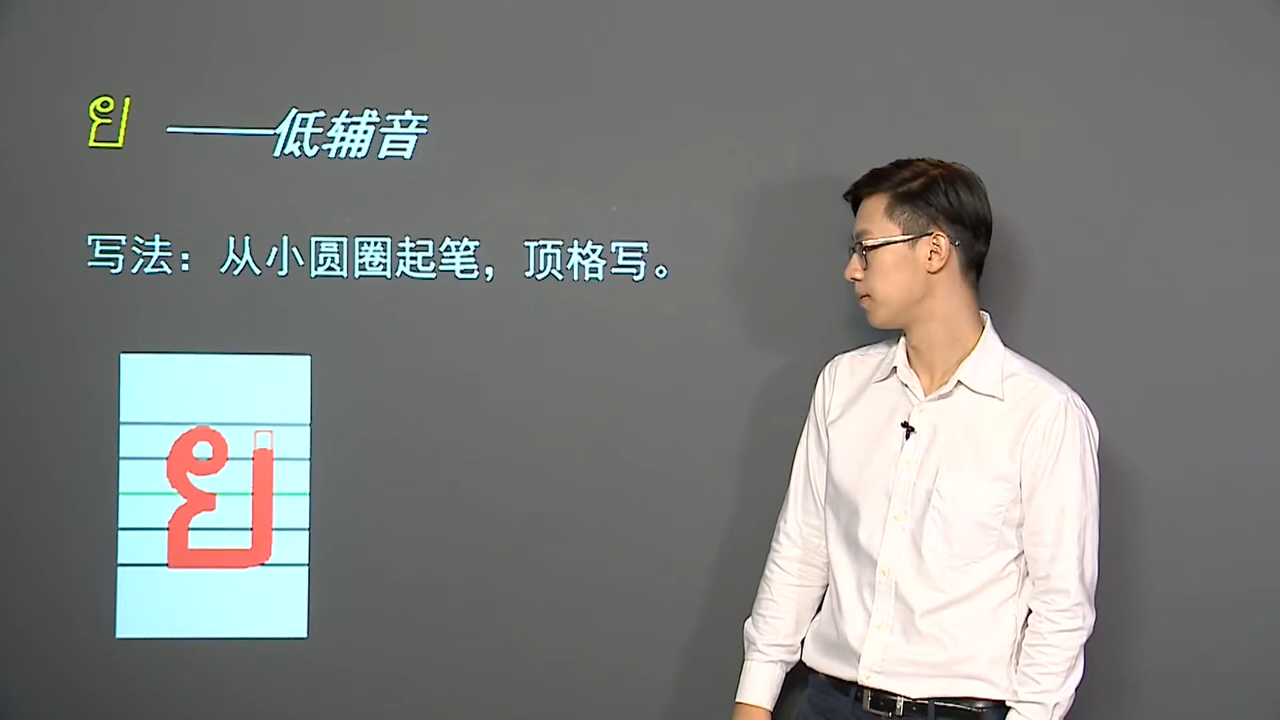 ย ——低辅音
写法：从小圆圈起笔，顶格写。
ย